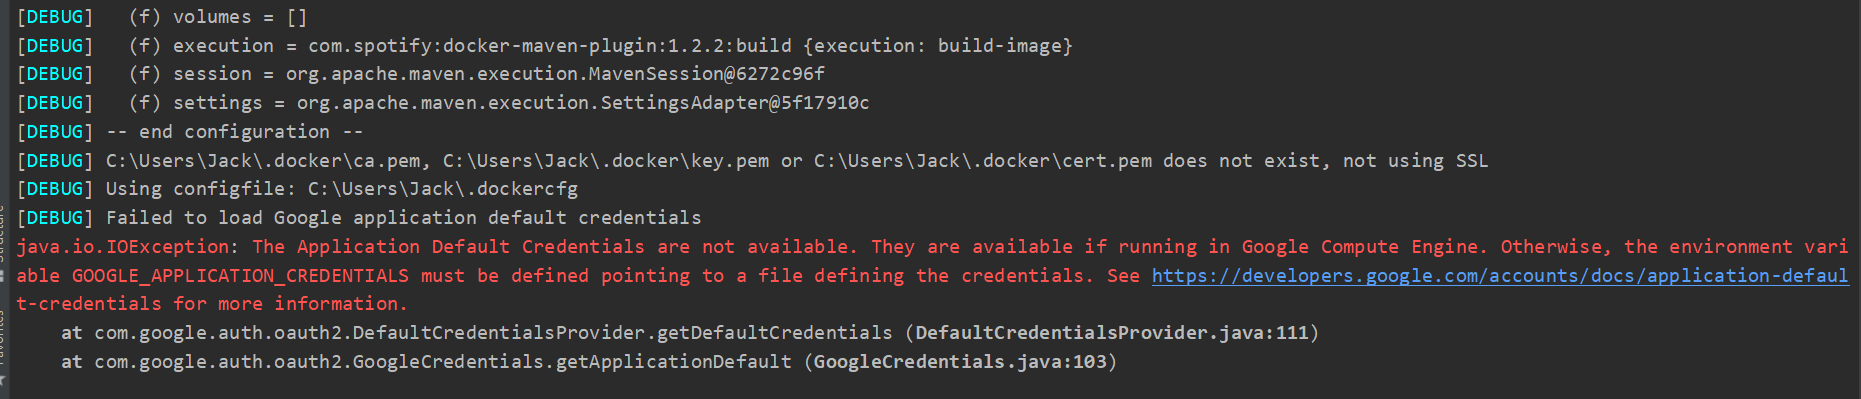 [DEBUG]   (f) volumes = []
[DEBUG]   (f) execution = com.spotify:docker-maven-plugin:1.2.2:build {execution: build-image}
[DEBUG]   (f) session = org.apache.maven.execution.MavenSession@6272c96f
[DEBUG]   (f) settings = org.apache.maven.execution.SettingsAdapter@5f17910c
[DEBUG] -- end configuration --
[DEBUG] C:\Users\Jack\.docker\ca.pem, C:\Users\Jack\.docker\key.pem or C:\Users\Jack\.docker\cert.pem does not exist, not using SSL
[DEBUG] Using configfile: C:\Users\Jack\.dockercfg
[DEBUG] Failed to load Google application default credentials
java.io.IOException: The Application Default Credentials are not available. They are available if running in Google Compute Engine. Otherwise, the environment vari
able GOOGLE_APPLICATION_CREDENTIALS must be defined pointing to a file defining the credentials. See https://developers.google.com/accounts/docs/application-defaul
t-credentials for more information.
    at com.google.auth.oauth2.DefaultCredentialsProvider.getDefaultCredentials (DefaultCredentialsProvider.java:111)
    at com.google.auth.oauth2.GoogleCredentials.getApplicationDefault (GoogleCredentials.java:103)